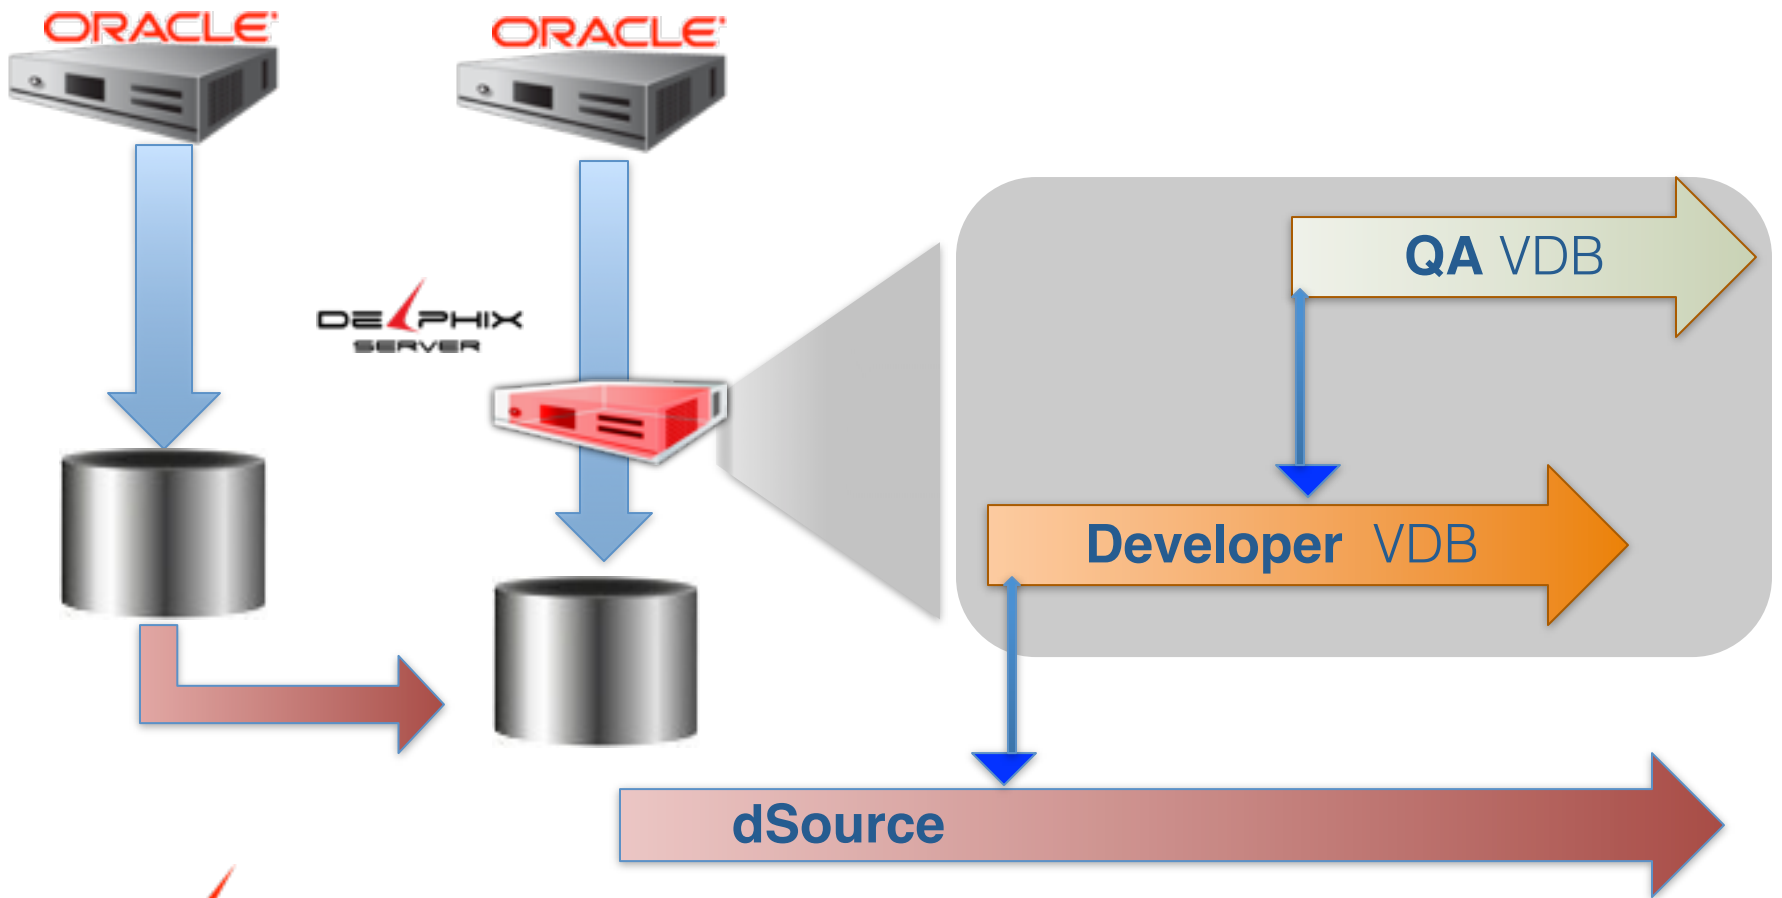 ORACLE
ORACLE
DELPHIX
SERVER
QA VDB
Developer VDB
dSource